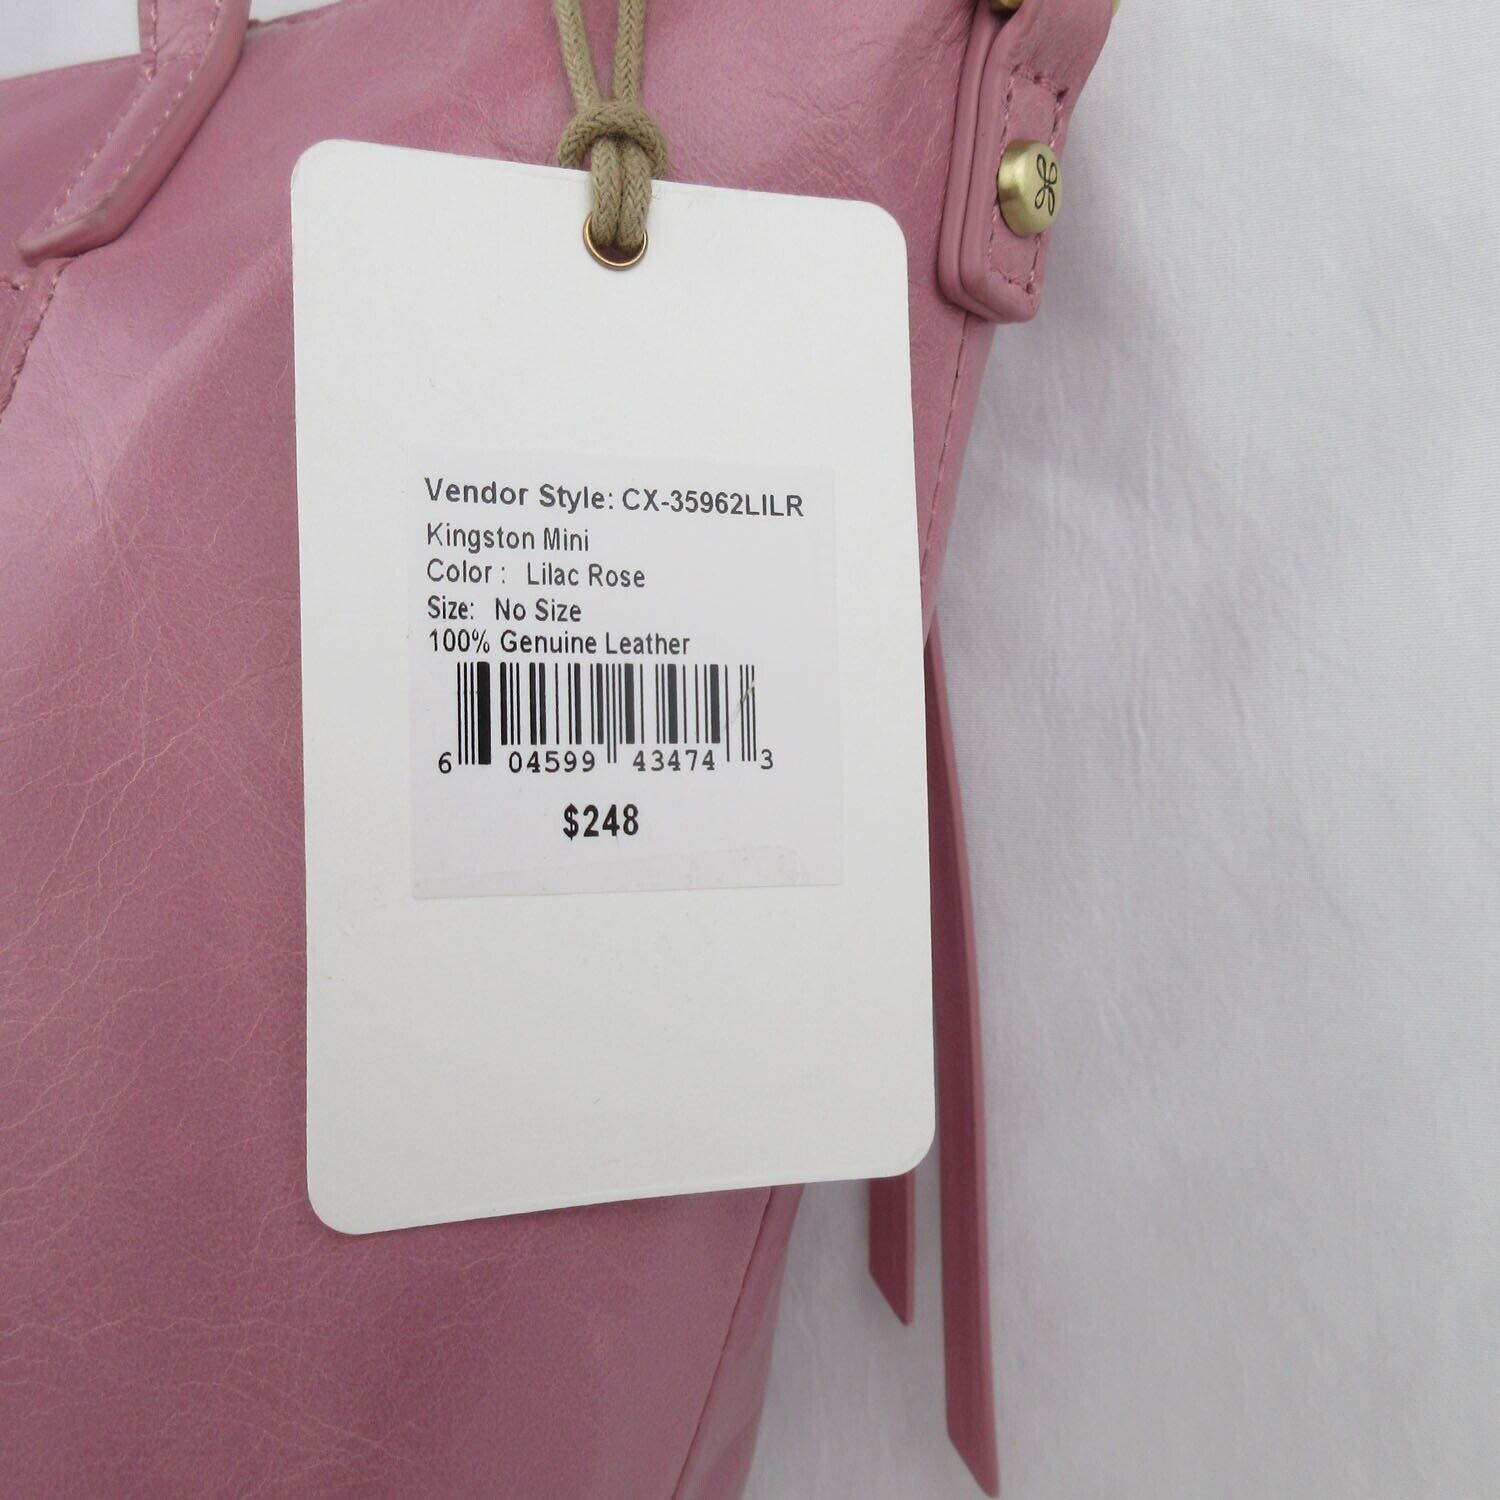 Vendor Style: CX-35962LILR
Kingston Mini
Color : Lilac Rose
Size: No Size
100% Genuine Leather
6 04599 43474 3
$248